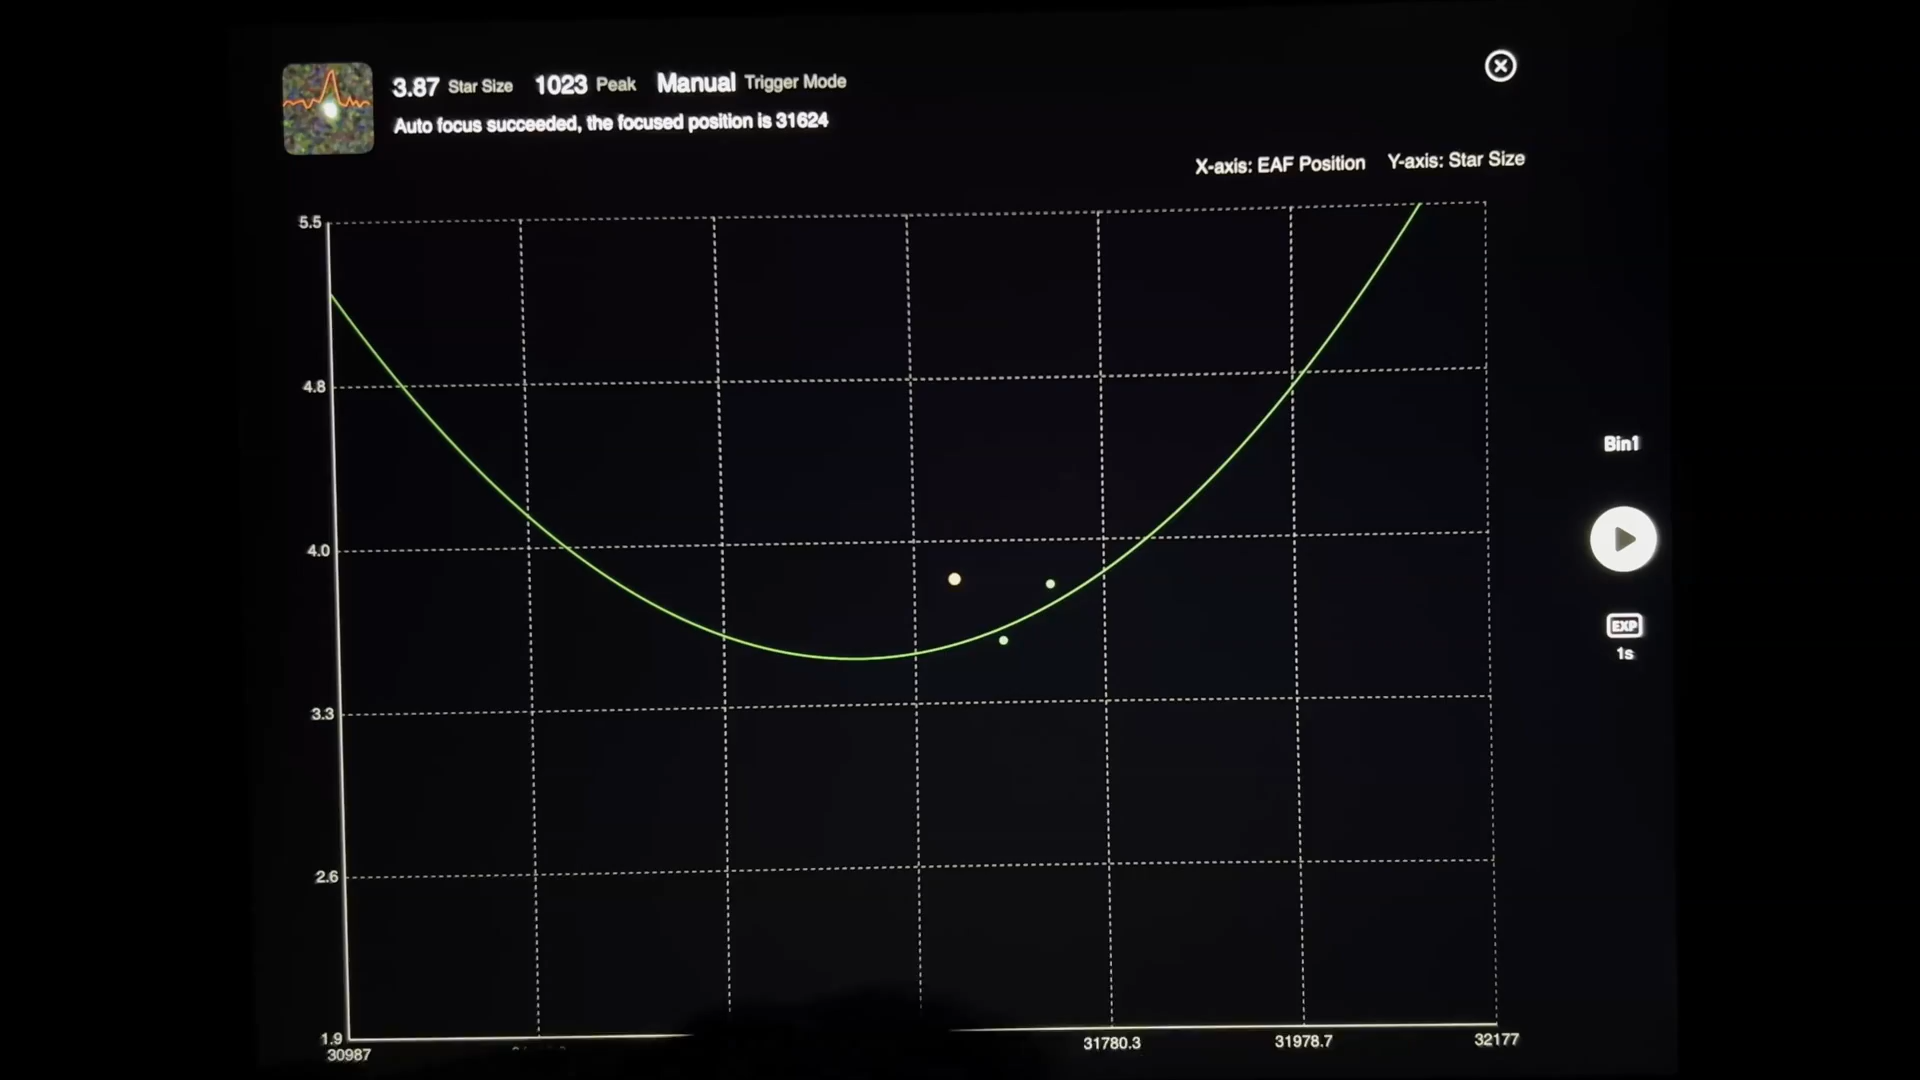 3.87 Star Size 1023 Peak Manual Trigger Mode
Auto focus succeeded, the focused position is 31624
X-axis: EAF Position Y-axis: Star Size
5.5
4.8
4.0
3.3
2.6
1.9
30987
31780.3
31978.7
32177
Bin1
EXP
1s